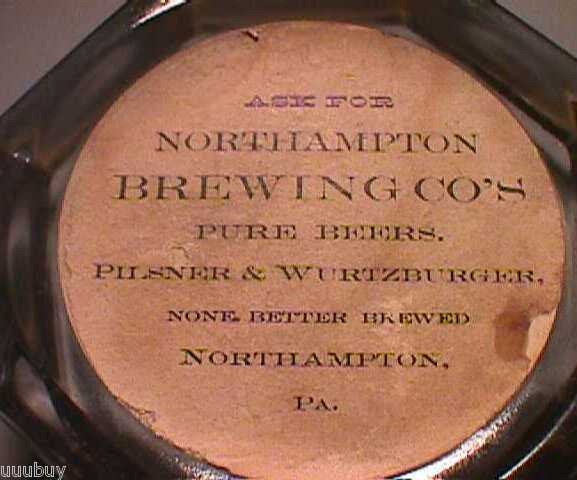 ASK FOR
NORTHAMPTON
BREWING CO'S
PURE BEERS.
PILSNER & WURTZBURGER,
NONE BETTER BREWED
NORTHAMPTON,
PA.
uuubuy